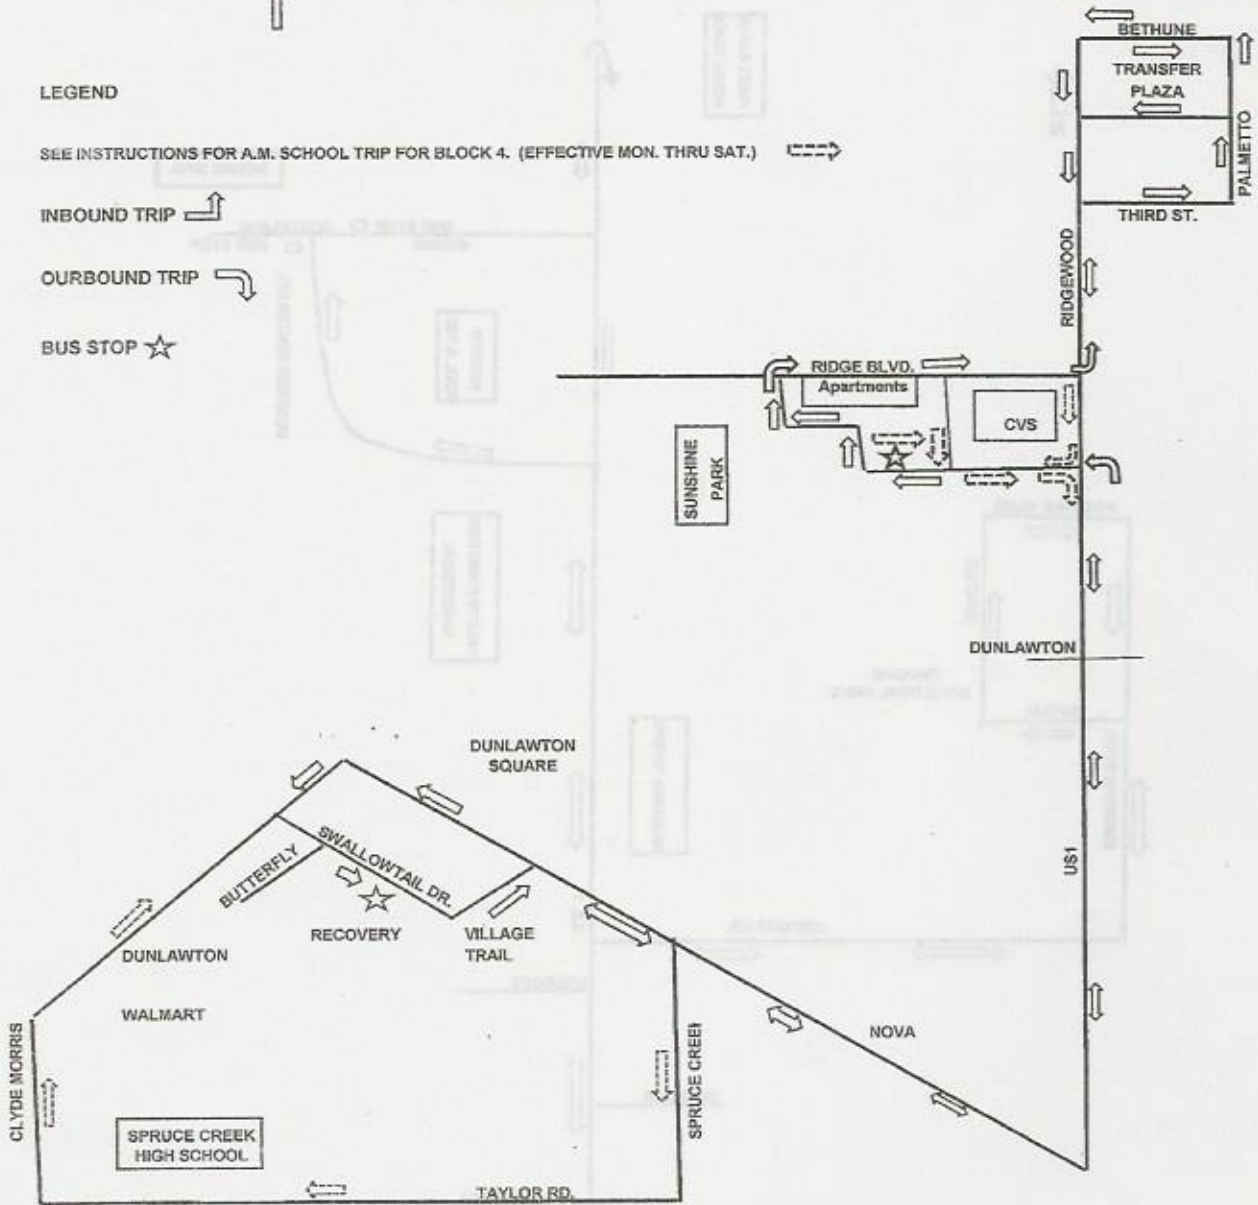 BETHUNE
TRANSFER
PLAZA
PALMETTO
THIRD ST.
LEGEND
SEE INSTRUCTIONS FOR A.M. SCHOOL TRIP FOR BLOCK 4. (EFFECTIVE MON. THRU SAT.)
INBOUND TRIP
OURBOUND TRIP
BUS STOP
RIDGEWOOD
RIDGE BLVD.
Apartments
CVS
SUNSHINE
PARK
DUNLAWTON
DUNLAWTON
SQUARE
US1
SWALLOWTAIL DR.
BUTTERFLY
RECOVERY
VILLAGE
TRAIL
DUNLAWTON
WALMART
NOVA
CLYDE MORRIS
SPRUCE CREEK
SPRUCE CREEK
HIGH SCHOOL
TAYLOR RD.